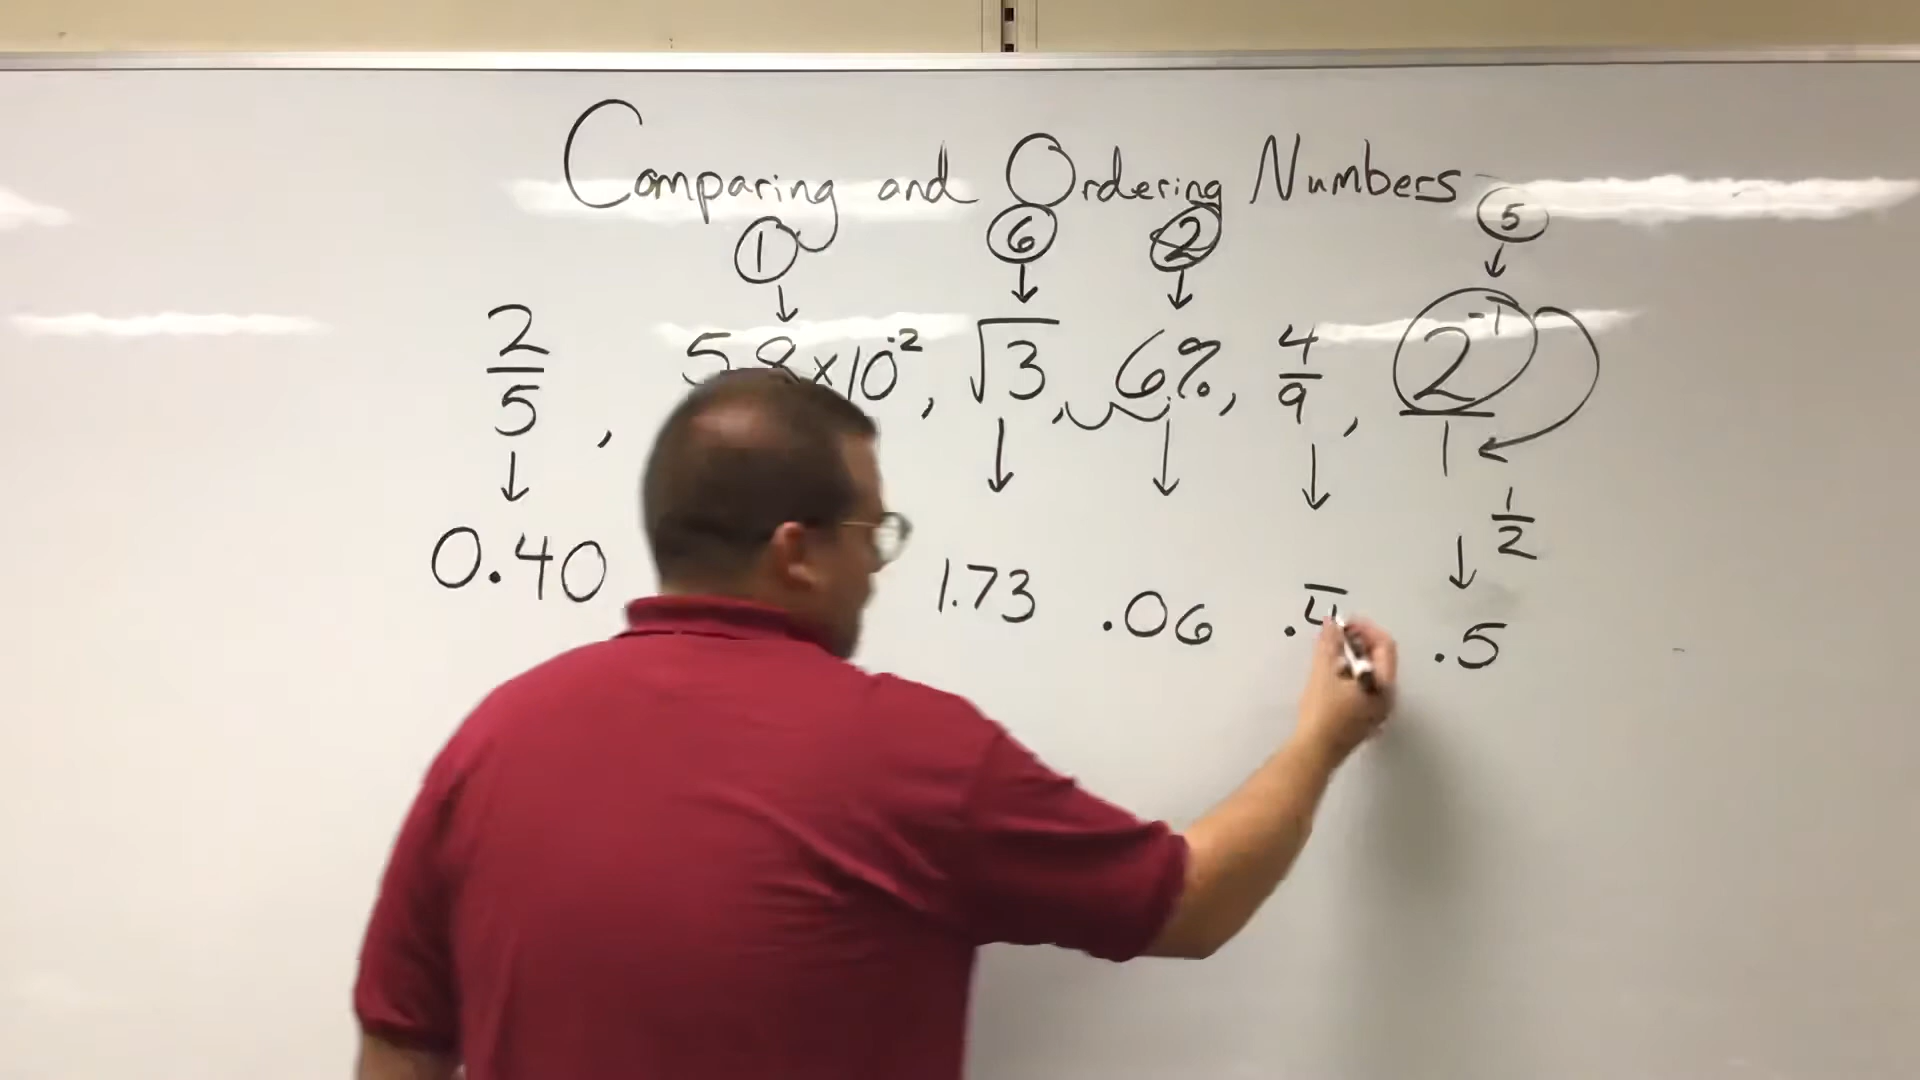 Comparing and Ordering Numbers
① ⑥ ② ⑤
2/5 , 5.8×10⁻² , √3 , 6% , 4/9 , 2⁻¹/1
1/2
0.40 1.73 .06 .4̅ .5